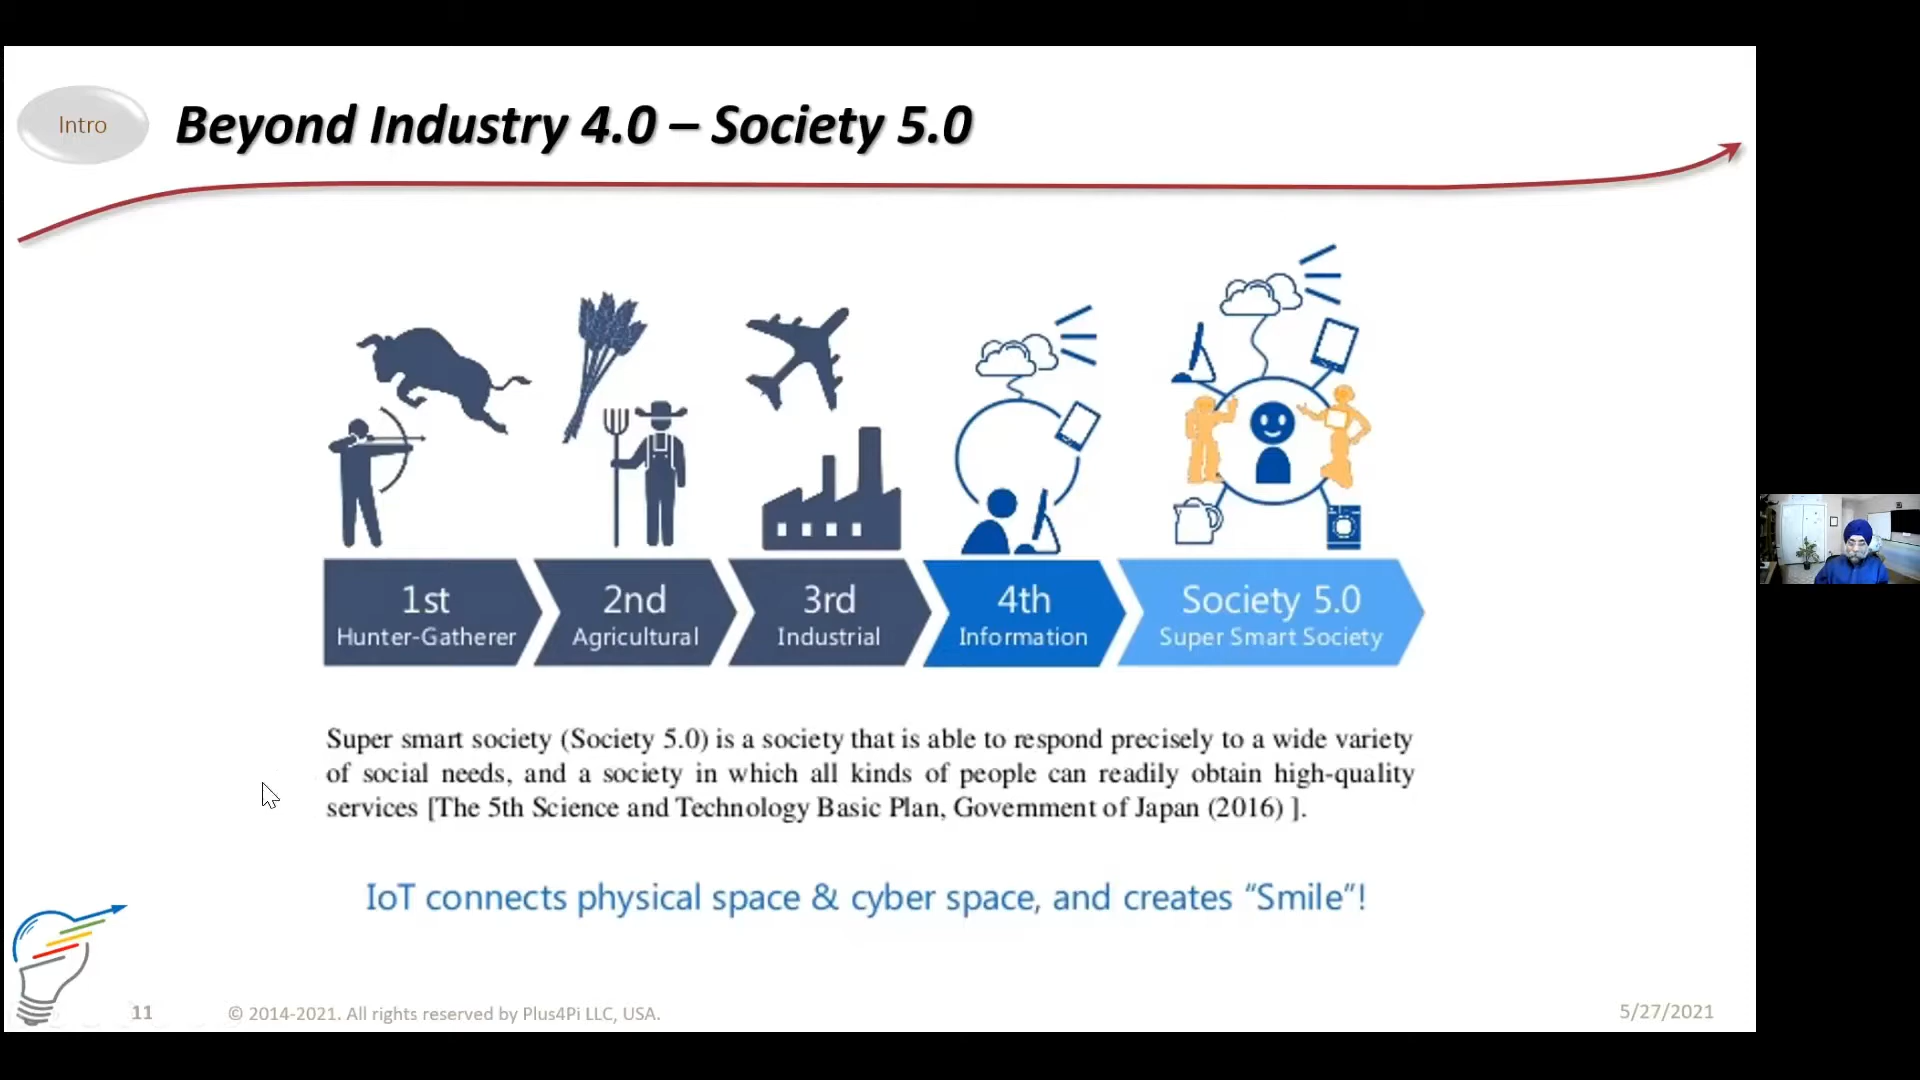 Intro
Beyond Industry 4.0 – Society 5.0
1st
Hunter-Gatherer
2nd
Agricultural
3rd
Industrial
4th
Information
Society 5.0
Super Smart Society
Super smart society (Society 5.0) is a society that is able to respond precisely to a wide variety
of social needs, and a society in which all kinds of people can readily obtain high-quality
services [The 5th Science and Technology Basic Plan, Government of Japan (2016) ].
IoT connects physical space & cyber space, and creates “Smile”!
11
© 2014-2021. All rights reserved by Plus4Pi LLC, USA.
5/27/2021